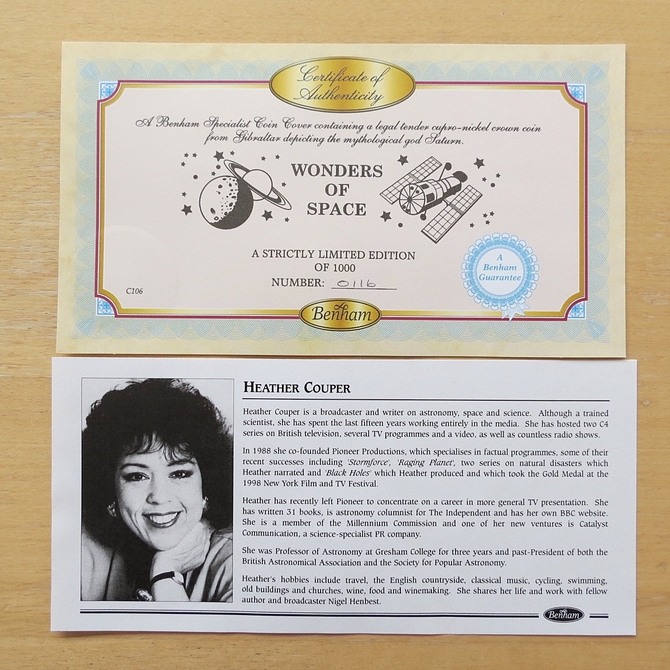 Certificate of
Authenticity
A Benham Specialist Coin Cover containing a legal tender cupro-nickel crown coin
from Gibraltar depicting the mythological god Saturn.
WONDERS
OF
SPACE
A STRICTLY LIMITED EDITION
OF 1000
NUMBER: 0116
A
Benham
Guarantee
C106
Benham
HEATHER COUPER
Heather Couper is a broadcaster and writer on astronomy, space and science. Although a trained
scientist, she has spent the last fifteen years working entirely in the media. She has hosted two C4
series on British television, several TV programmes and a video, as well as countless radio shows.
In 1988 she co-founded Pioneer Productions, which specialises in factual programmes, some of their
recent successes including 'Stormforce', 'Raging Planet', two series on natural disasters which
Heather narrated and 'Black Holes' which Heather produced and which took the Gold Medal at the
1998 New York Film and TV Festival.
Heather has recently left Pioneer to concentrate on a career in more general TV presentation. She
has written 31 books, is astronomy columnist for The Independent and has her own BBC website.
She is a member of the Millennium Commission and one of her new ventures is Catalyst
Communication, a science-specialist PR company.
She was Professor of Astronomy at Gresham College for three years and past-President of both the
British Astronomical Association and the Society for Popular Astronomy.
Heather's hobbies include travel, the English countryside, classical music, cycling, swimming,
old buildings and churches, wine, food and winemaking. She shares her life and work with fellow
author and broadcaster Nigel Henbest.
Benham